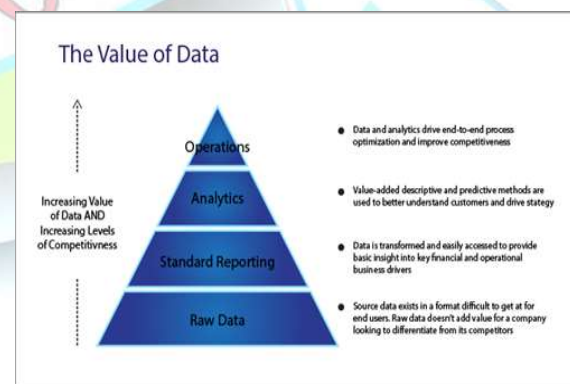 The Value of Data
Operations
Data and analytics drive end-to-end process
optimization and improve competitiveness
Analytics
Value-added descriptive and predictive methods are
used to better understand customers and drive stategy
Increasing Value
of Data AND
Increasing Levels
of Competitivness
Standard Reporting
Data is transformed and easily accessed to provide
basic insight into key financial and operational
business drivers
Raw Data
Source data exists in a format difficult to get at for
end users. Raw data doesn't add value for a company
looking to differentiate from its competitors